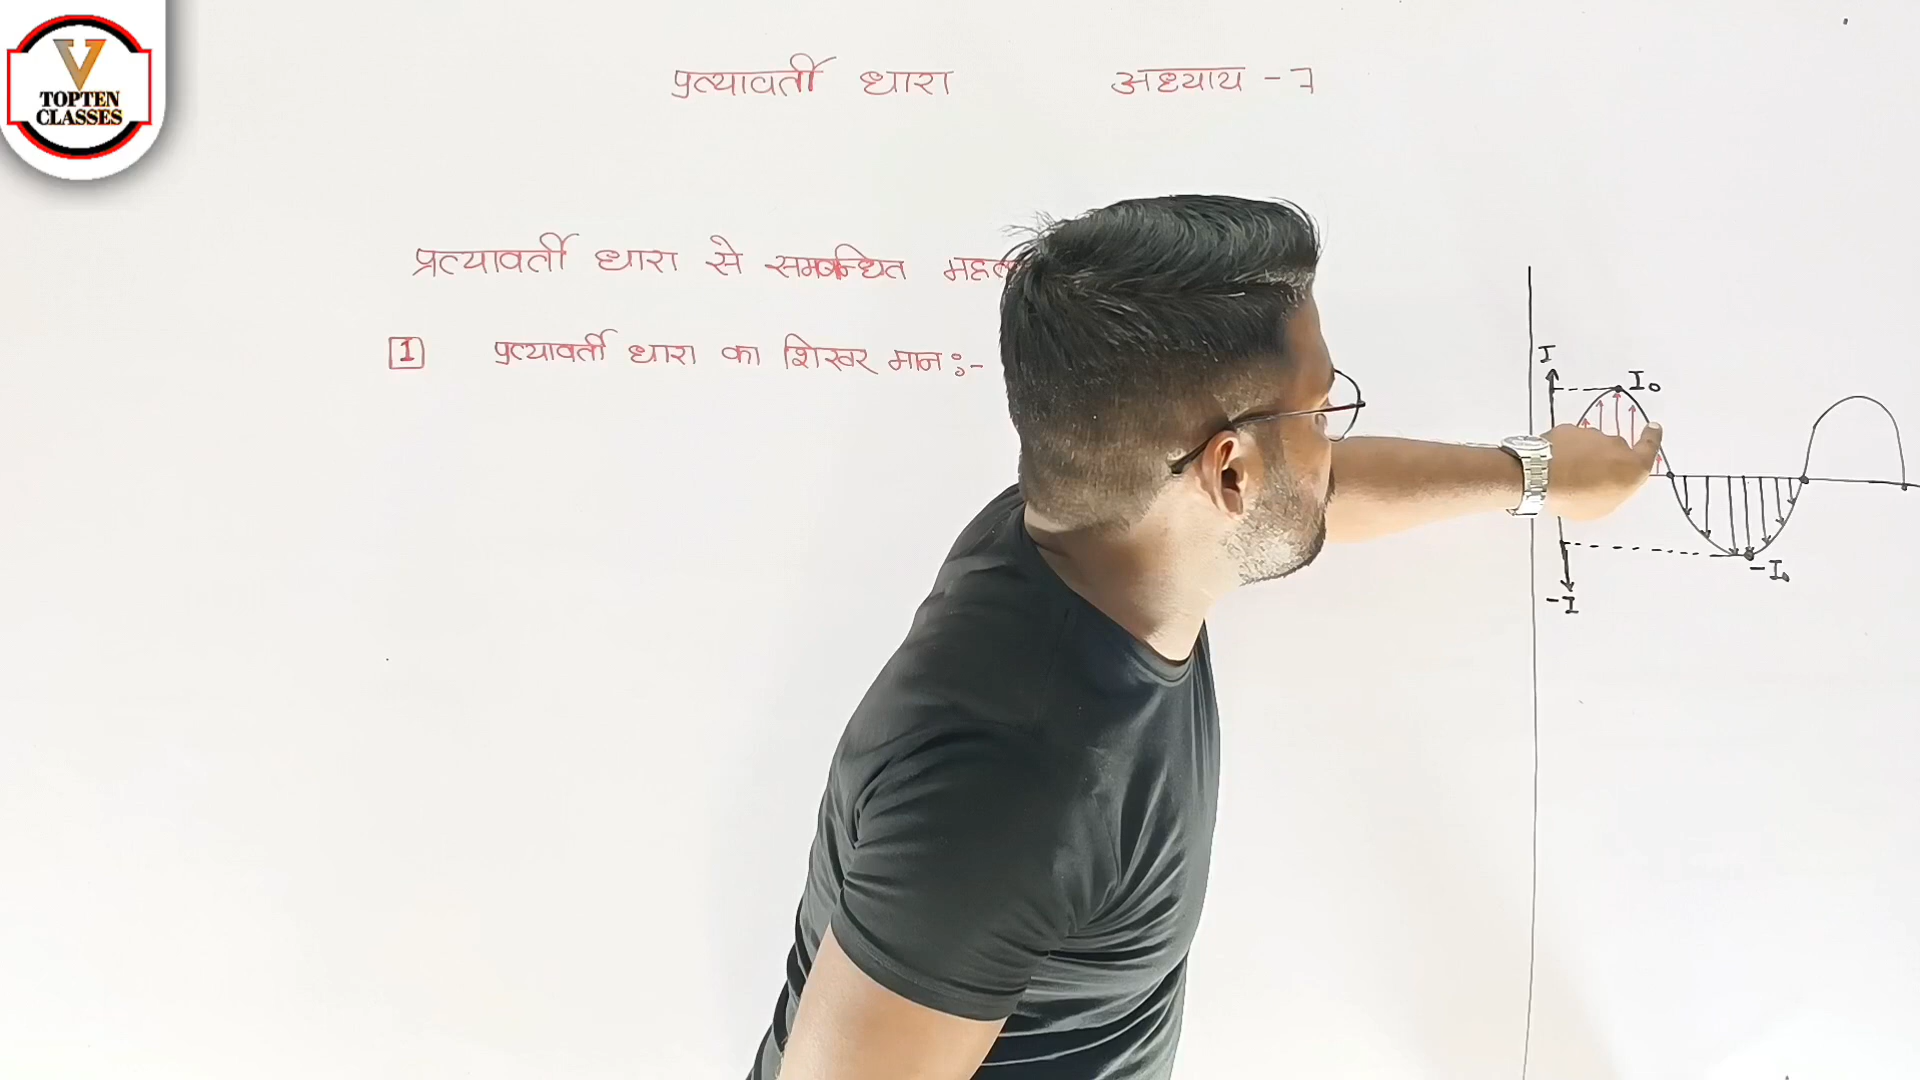 V
TOPTEN
CLASSES
प्रत्यावर्ती धारा अध्याय - 7
प्रत्यावर्ती धारा से सम्बन्धित
1 प्रत्यावर्ती धारा का शिखर मान :-
I
I₀
-I₀
-I